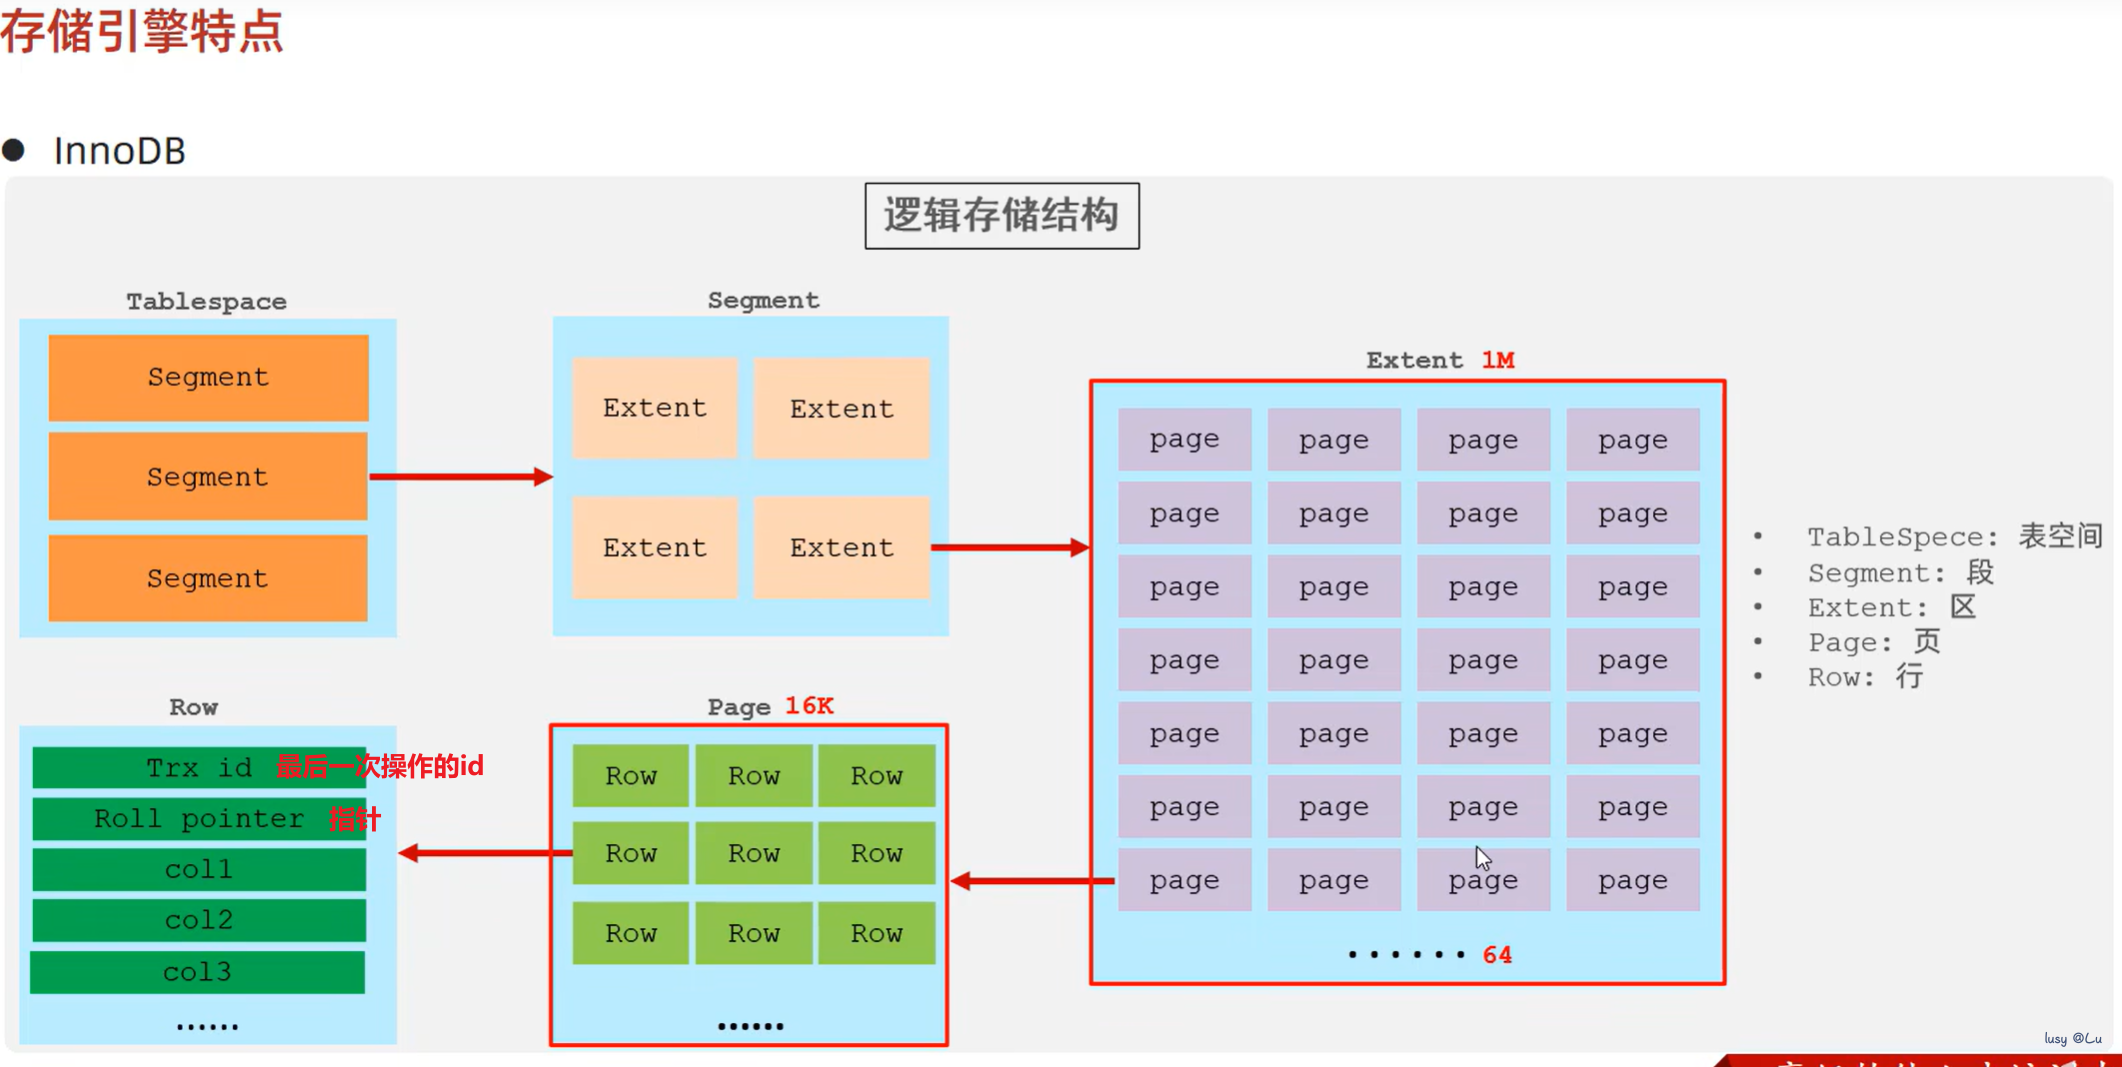 存储引擎特点
● InnoDB
逻辑存储结构
Tablespace
Segment
Segment
Segment
Segment
Extent Extent
Extent Extent
Extent 1M
page page page page
page page page page
page page page page
page page page page
page page page page
page page page page
page page page page
······ 64
• TableSpece: 表空间
• Segment: 段
• Extent: 区
• Page: 页
• Row: 行
Row
Trx id 最后一次操作的id
Roll pointer 指针
col1
col2
col3
······
Page 16K
Row Row Row
Row Row Row
Row Row Row
······
lusy @Lu